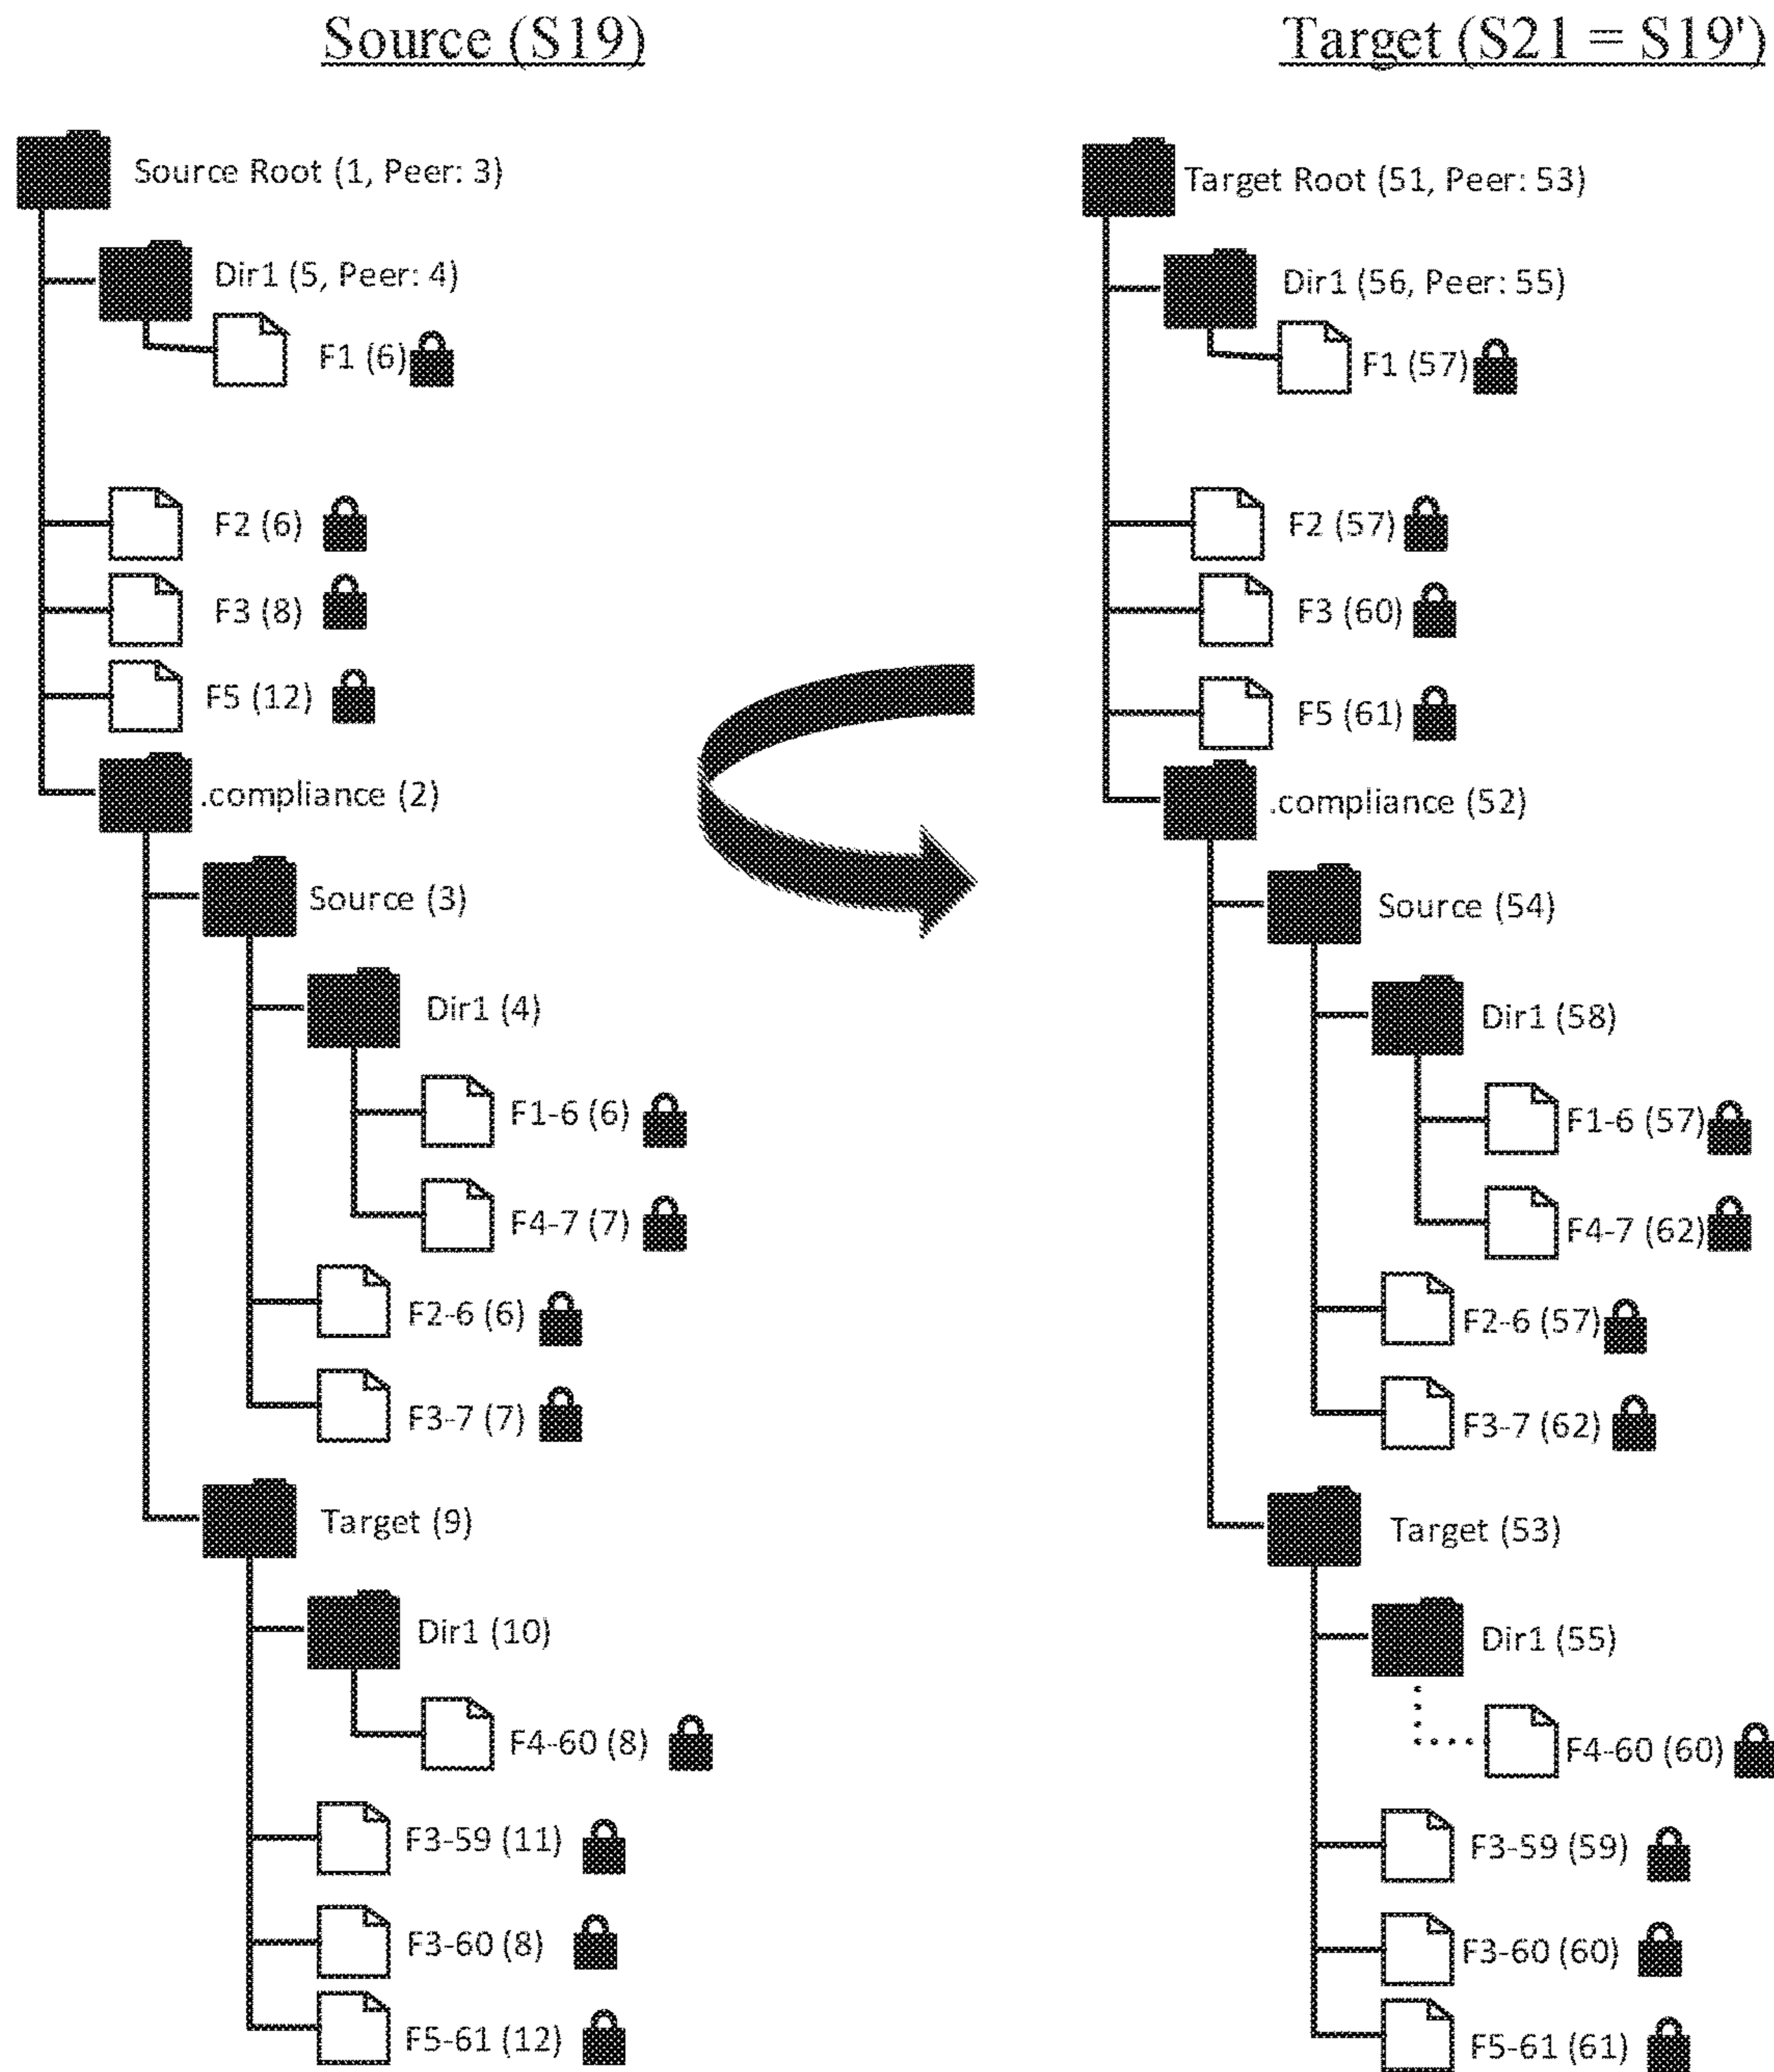 Source (S19)
Source Root (1, Peer: 3)
Dir1 (5, Peer: 4)
F1 (6)
F2 (6)
F3 (8)
F5 (12)
.compliance (2)
Source (3)
Dir1 (4)
F1-6 (6)
F4-7 (7)
F2-6 (6)
F3-7 (7)
Target (9)
Dir1 (10)
F4-60 (8)
F3-59 (11)
F3-60 (8)
F5-61 (12)
Target (S21 = S19')
Target Root (51, Peer: 53)
Dir1 (56, Peer: 55)
F1 (57)
F2 (57)
F3 (60)
F5 (61)
.compliance (52)
Source (54)
Dir1 (58)
F1-6 (57)
F4-7 (62)
F2-6 (57)
F3-7 (62)
Target (53)
Dir1 (55)
F4-60 (60)
F3-59 (59)
F3-60 (60)
F5-61 (61)